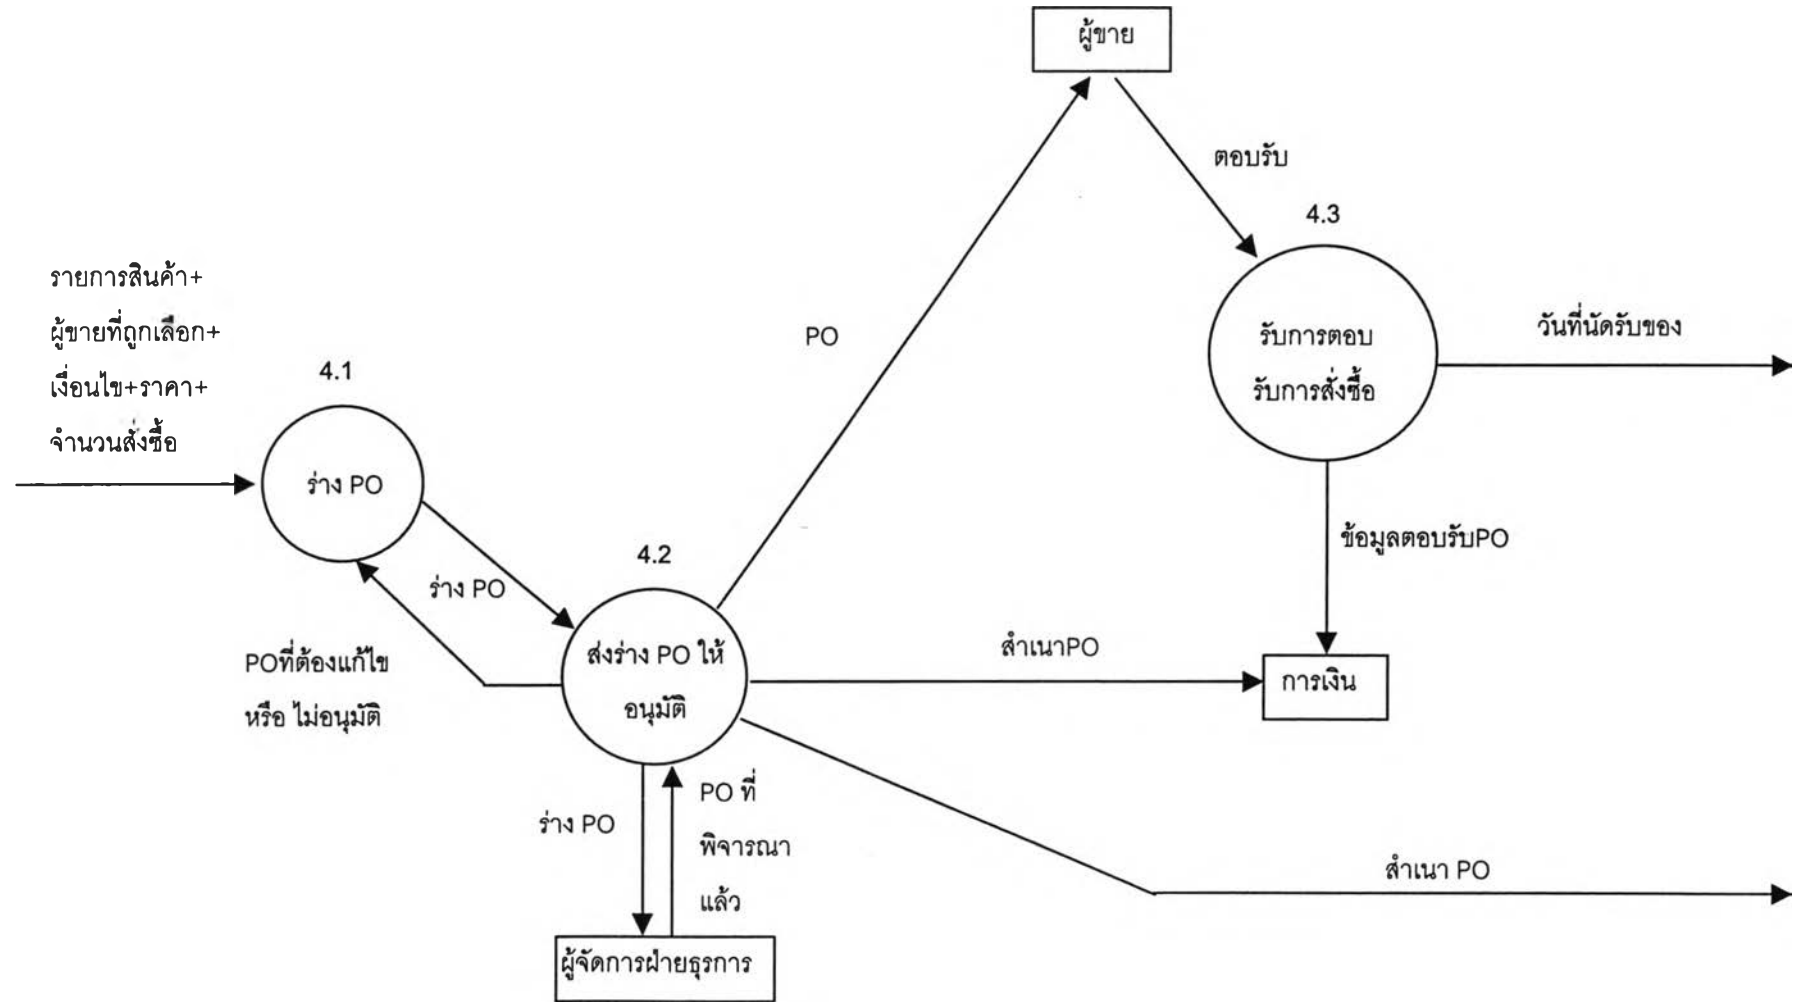 ผู้ขาย
ตอบรับ
4.3
รายการสินค้า+
ผู้ขายที่ถูกเลือก+
เงื่อนไข+ราคา+
จำนวนสั่งซื้อ
PO
รับการตอบ
รับการสั่งซื้อ
วันที่นัดรับของ
4.1
ร่าง PO
ข้อมูลตอบรับPO
4.2
ร่าง PO
POที่ต้องแก้ไข
หรือ ไม่อนุมัติ
ส่งร่าง PO ให้
อนุมัติ
สำเนาPO
การเงิน
ร่าง PO
PO ที่
พิจารณา
แล้ว
สำเนา PO
ผู้จัดการฝ่ายธุรการ